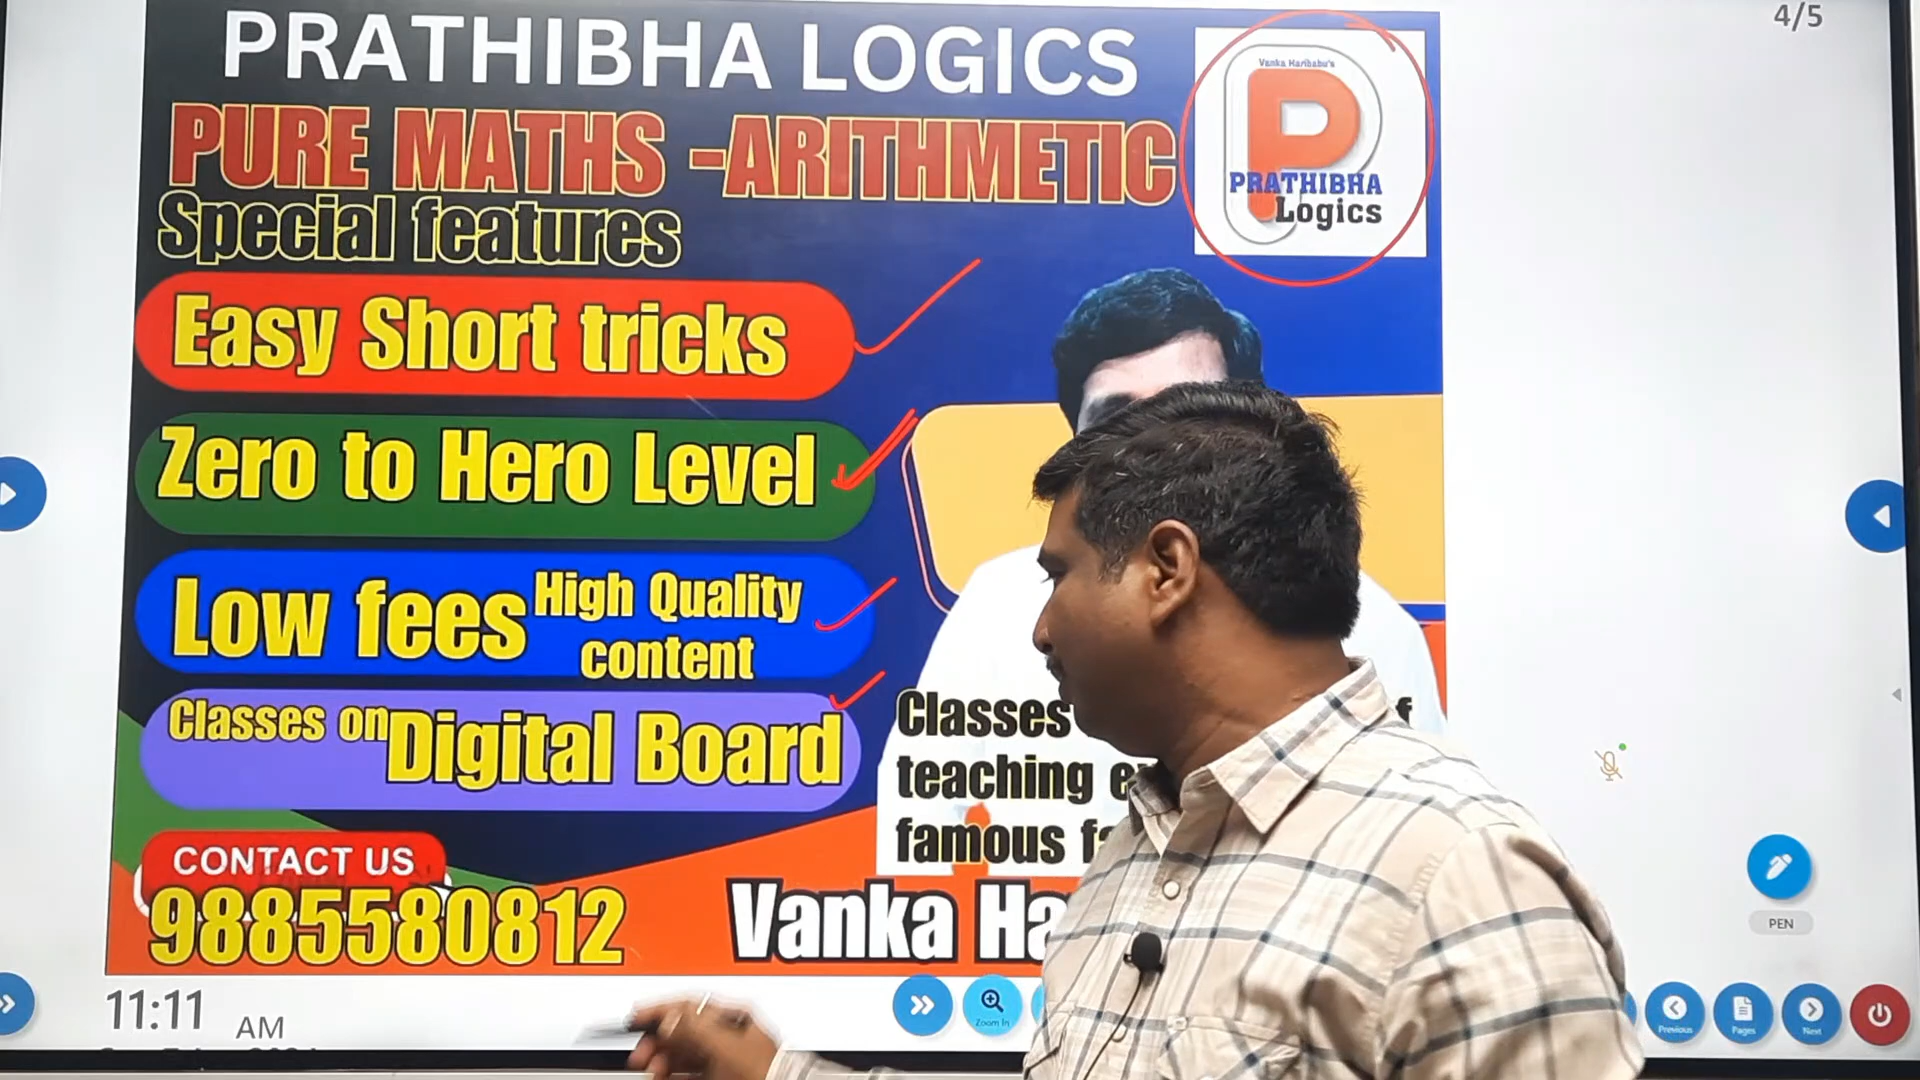 4/5
PRATHIBHA LOGICS
Vanka Haribabu's
PRATHIBHA
Logics
PURE MATHS -ARITHMETIC
Special features
Easy Short tricks
Zero to Hero Level
Low fees High Quality
content
Classes on Digital Board
Classes
teaching
famous
CONTACT US
9885580812
Vanka Ha
11:11 AM
Zoom In
PEN
Previous
Pages
Next